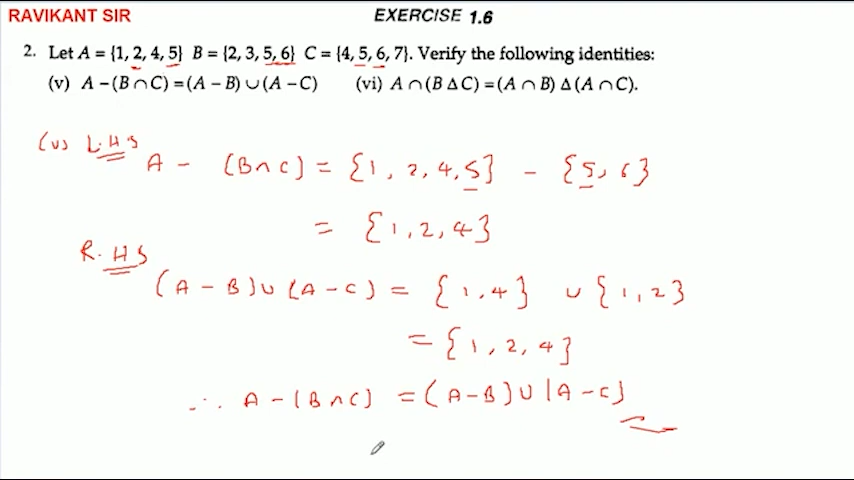 RAVIKANT SIR
EXERCISE 1.6
2. Let A = {1, 2, 4, 5} B = {2, 3, 5, 6} C = {4, 5, 6, 7}. Verify the following identities:
(v) A − (B ∩ C) = (A − B) ∪ (A − C) (vi) A ∩ (B Δ C) = (A ∩ B) Δ (A ∩ C).
(v) L.H.S
A − (B ∩ C) = {1, 2, 4, 5} − {5, 6}
= {1, 2, 4}
R.H.S
(A − B) ∪ (A − C) = {1, 4} ∪ {1, 2}
= {1, 2, 4}
∴ A − (B ∩ C) = (A − B) ∪ (A − C)